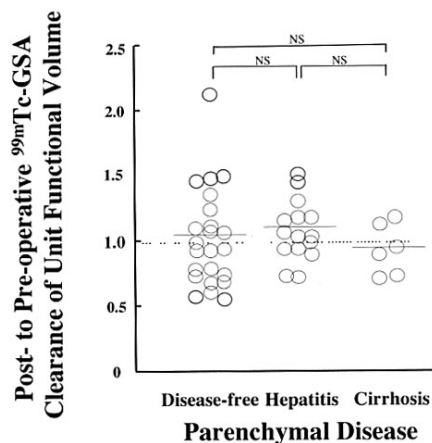 Post- to Pre-operative ⁹⁹ᵐTc-GSA
Clearance of Unit Functional Volume
NS
NS NS
2.5
2.0
1.5
1.0
0.5
0
Disease-free Hepatitis Cirrhosis
Parenchymal Disease